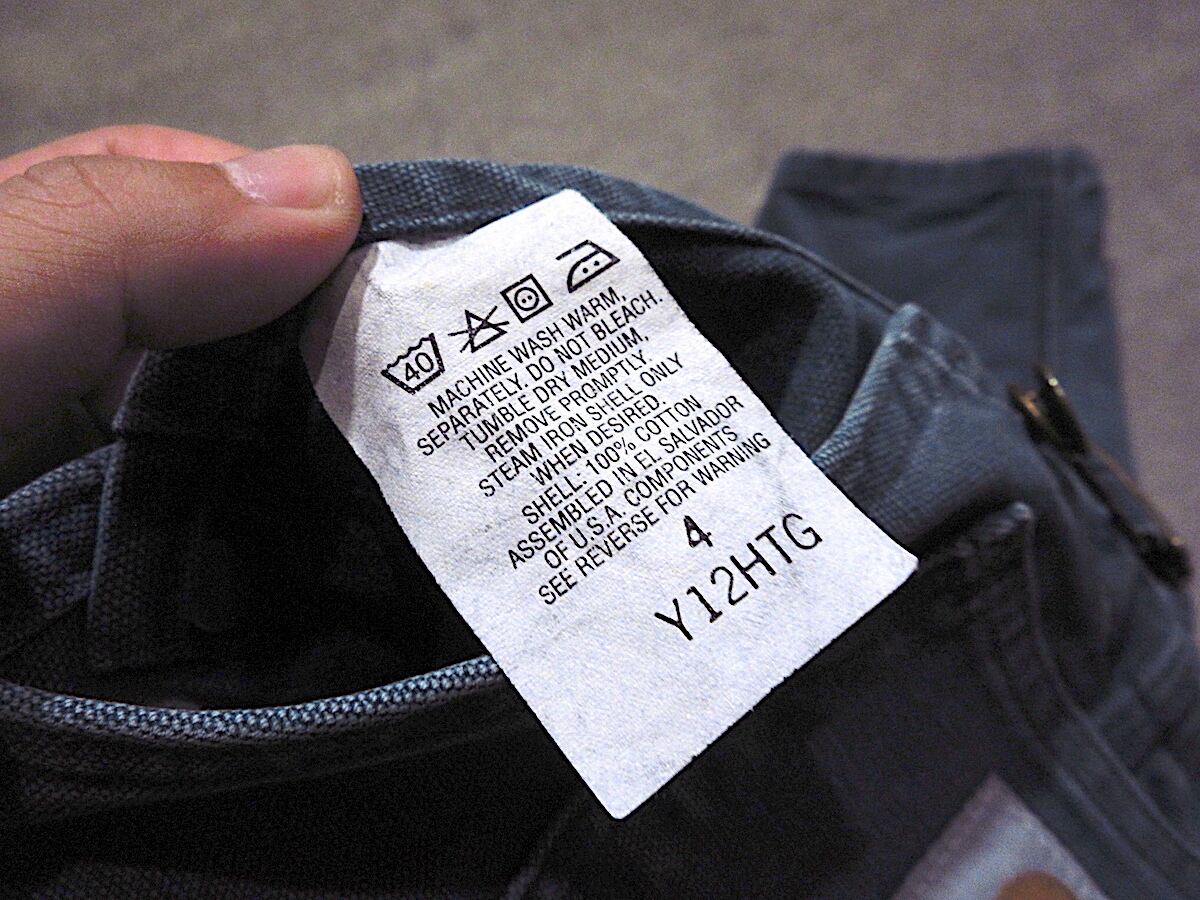 40
MACHINE WASH WARM,
SEPARATELY. DO NOT BLEACH.
TUMBLE DRY MEDIUM,
REMOVE PROMPTLY
STEAM IRON SHELL ONLY
WHEN DESIRED.
SHELL: 100% COTTON
ASSEMBLED IN EL SALVADOR
OF U.S.A. COMPONENTS
SEE REVERSE FOR WARNING
4
Y12HTG